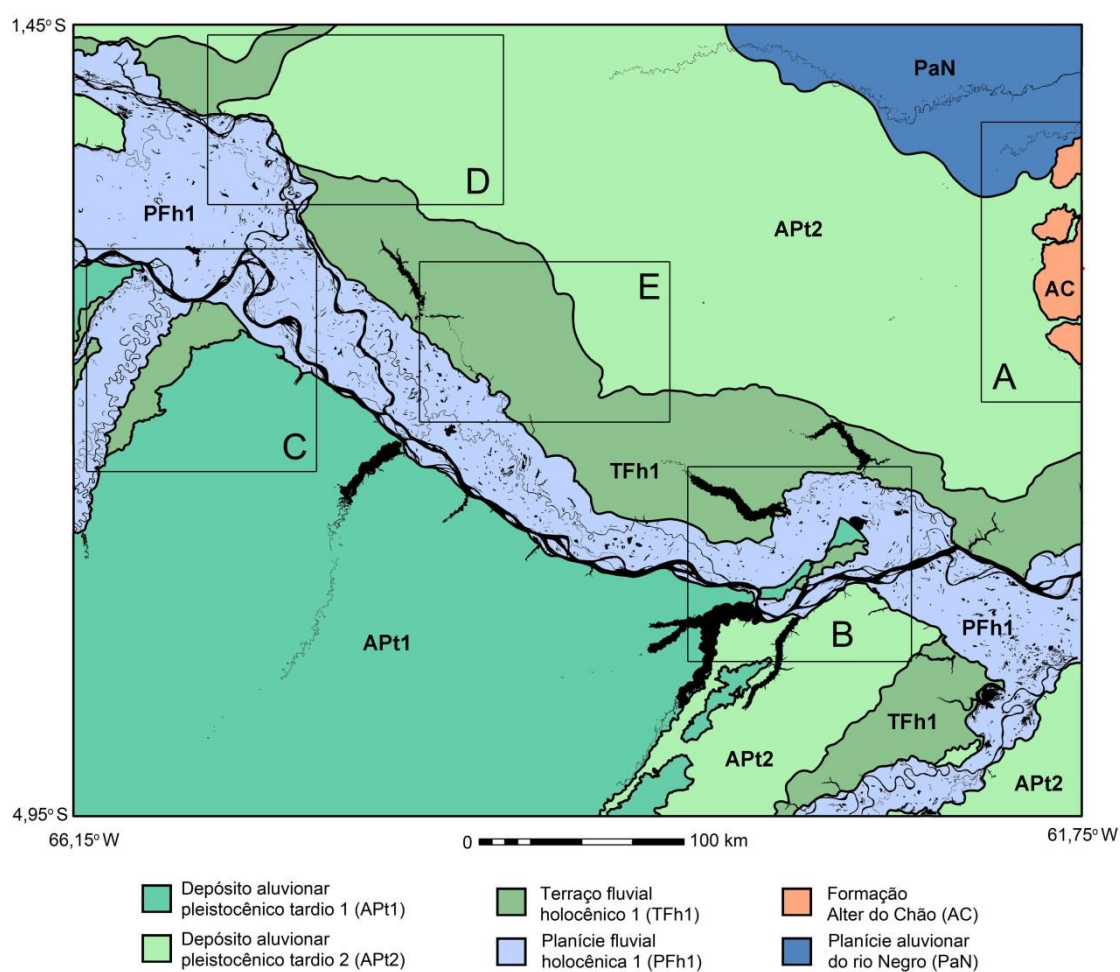 1,45° S
PaN
D
PFh1
APt2
E
AC
A
C
TFh1
APt1
PFh1
B
TFh1
APt2
APt2
4,95° S
66,15° W
0 100 km
61,75° W
Depósito aluvionar
pleistocênico tardio 1 (APt1)
Depósito aluvionar
pleistocênico tardio 2 (APt2)
Terraço fluvial
holocênico 1 (TFh1)
Planície fluvial
holocênica 1 (PFh1)
Formação
Alter do Chão (AC)
Planície aluvionar
do rio Negro (PaN)